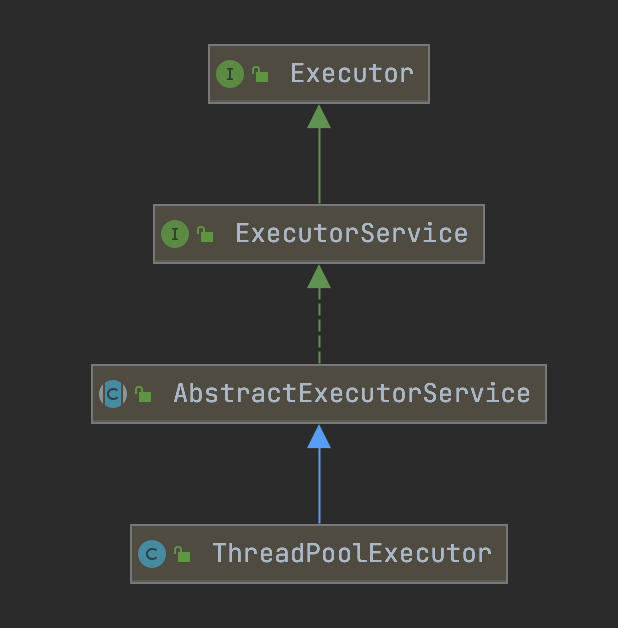 I Executor
I ExecutorService
C AbstractExecutorService
C ThreadPoolExecutor